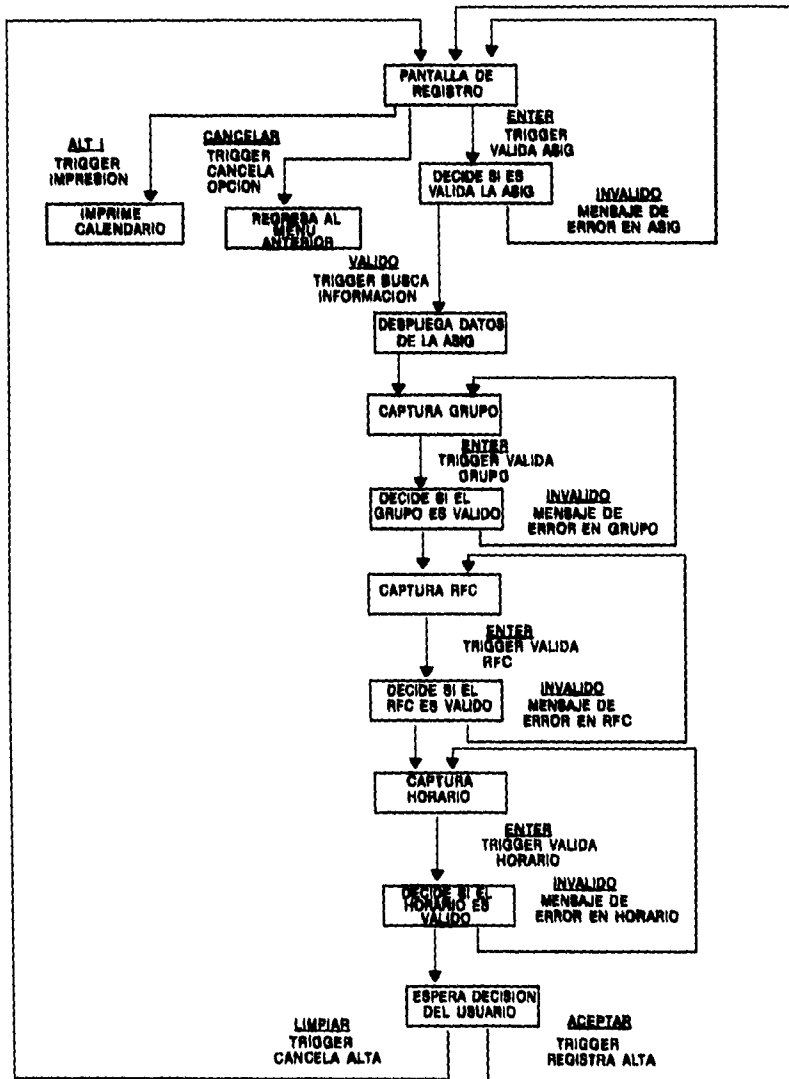 PANTALLA DE
REGISTRO
ALT I
TRIGGER
IMPRESION
CANCELAR
TRIGGER
CANCELA
OPCION
ENTER
TRIGGER
VALIDA ASIG
IMPRIME
CALENDARIO
REGRESA AL
MENU
ANTERIOR
DECIDE SI ES
VALIDA LA ASIG
INVALIDO
MENSAJE DE
ERROR EN ASIG
VALIDO
TRIGGER BUSCA
INFORMACION
DESPLIEGA DATOS
DE LA ASIG
CAPTURA GRUPO
ENTER
TRIGGER VALIDA
GRUPO
DECIDE SI EL
GRUPO ES VALIDO
INVALIDO
MENSAJE DE
ERROR EN GRUPO
CAPTURA RFC
ENTER
TRIGGER VALIDA
RFC
DECIDE SI EL
RFC ES VALIDO
INVALIDO
MENSAJE DE
ERROR EN RFC
CAPTURA
HORARIO
ENTER
TRIGGER VALIDA
HORARIO
DECIDE SI EL
HORARIO ES
VALIDO
INVALIDO
MENSAJE DE
ERROR EN HORARIO
ESPERA DECISION
DEL USUARIO
LIMPIAR
TRIGGER
CANCELA ALTA
ACEPTAR
TRIGGER
REGISTRA ALTA